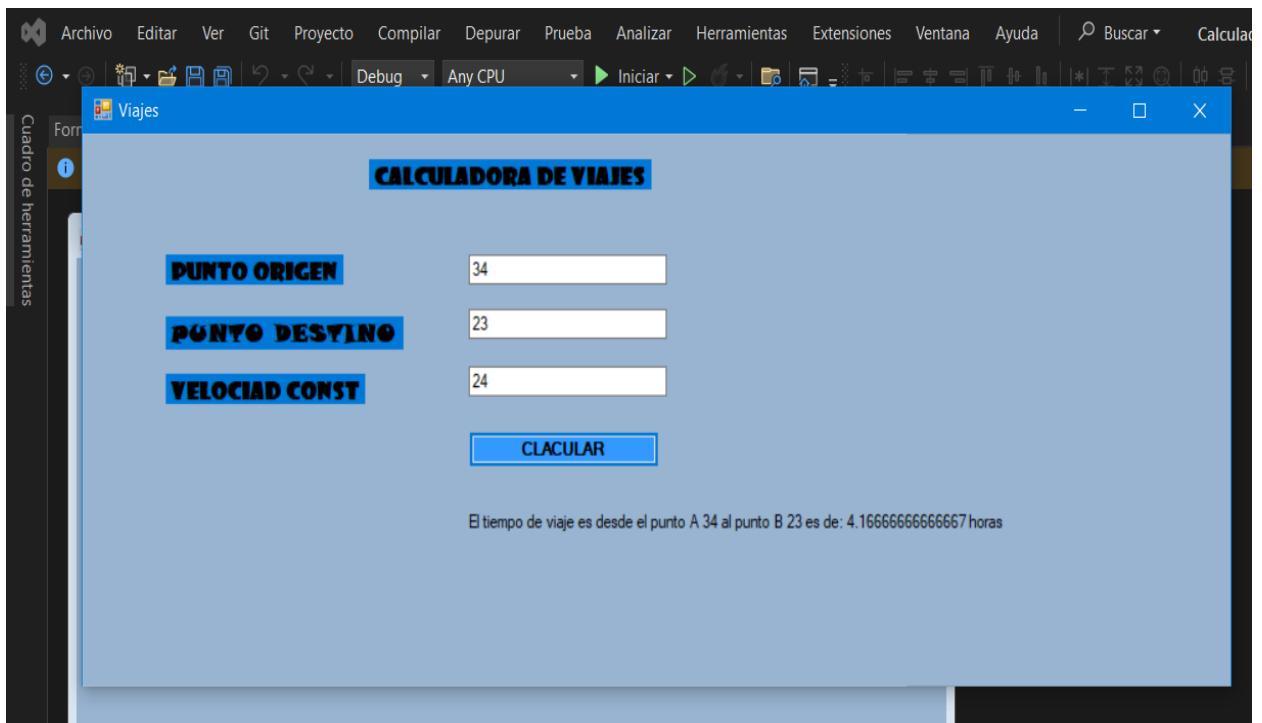 Archivo Editar Ver Git Proyecto Compilar Depurar Prueba Analizar Herramientas Extensiones Ventana Ayuda Buscar Calculad
Debug Any CPU Iniciar
Cuadro de herramientas
Form
Viajes
CALCULADORA DE VIAJES
PUNTO ORIGEN 34
PUNTO DESTINO 23
VELOCIAD CONST 24
CLACULAR
El tiempo de viaje es desde el punto A 34 al punto B 23 es de: 4.16666666666667 horas